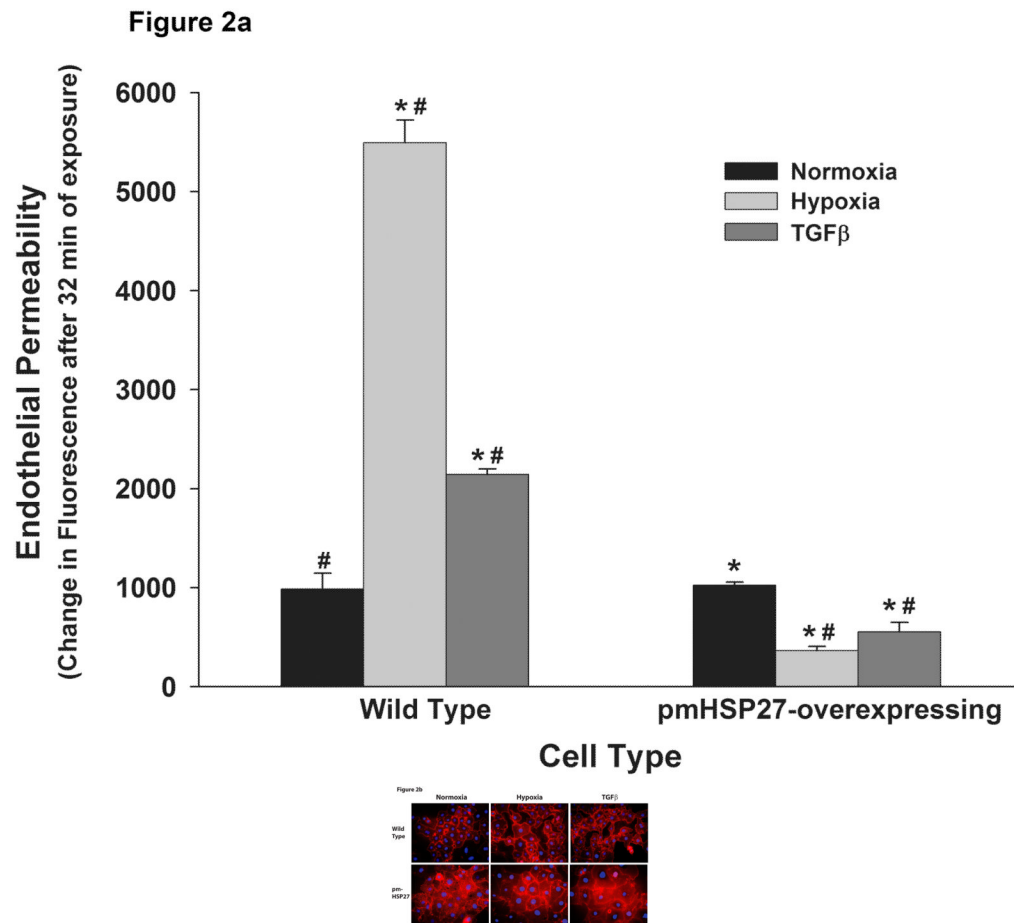 Figure 2a
Endothelial Permeability
(Change in Fluorescence after 32 min of exposure)
6000
5000
4000
3000
2000
1000
0
* #
Normoxia
Hypoxia
TGFβ
* #
#
*
* #
* #
Wild Type
pmHSP27-overexpressing
Cell Type
Figure 2b
Normoxia
Hypoxia
TGFβ
Wild
Type
pm-
HSP27